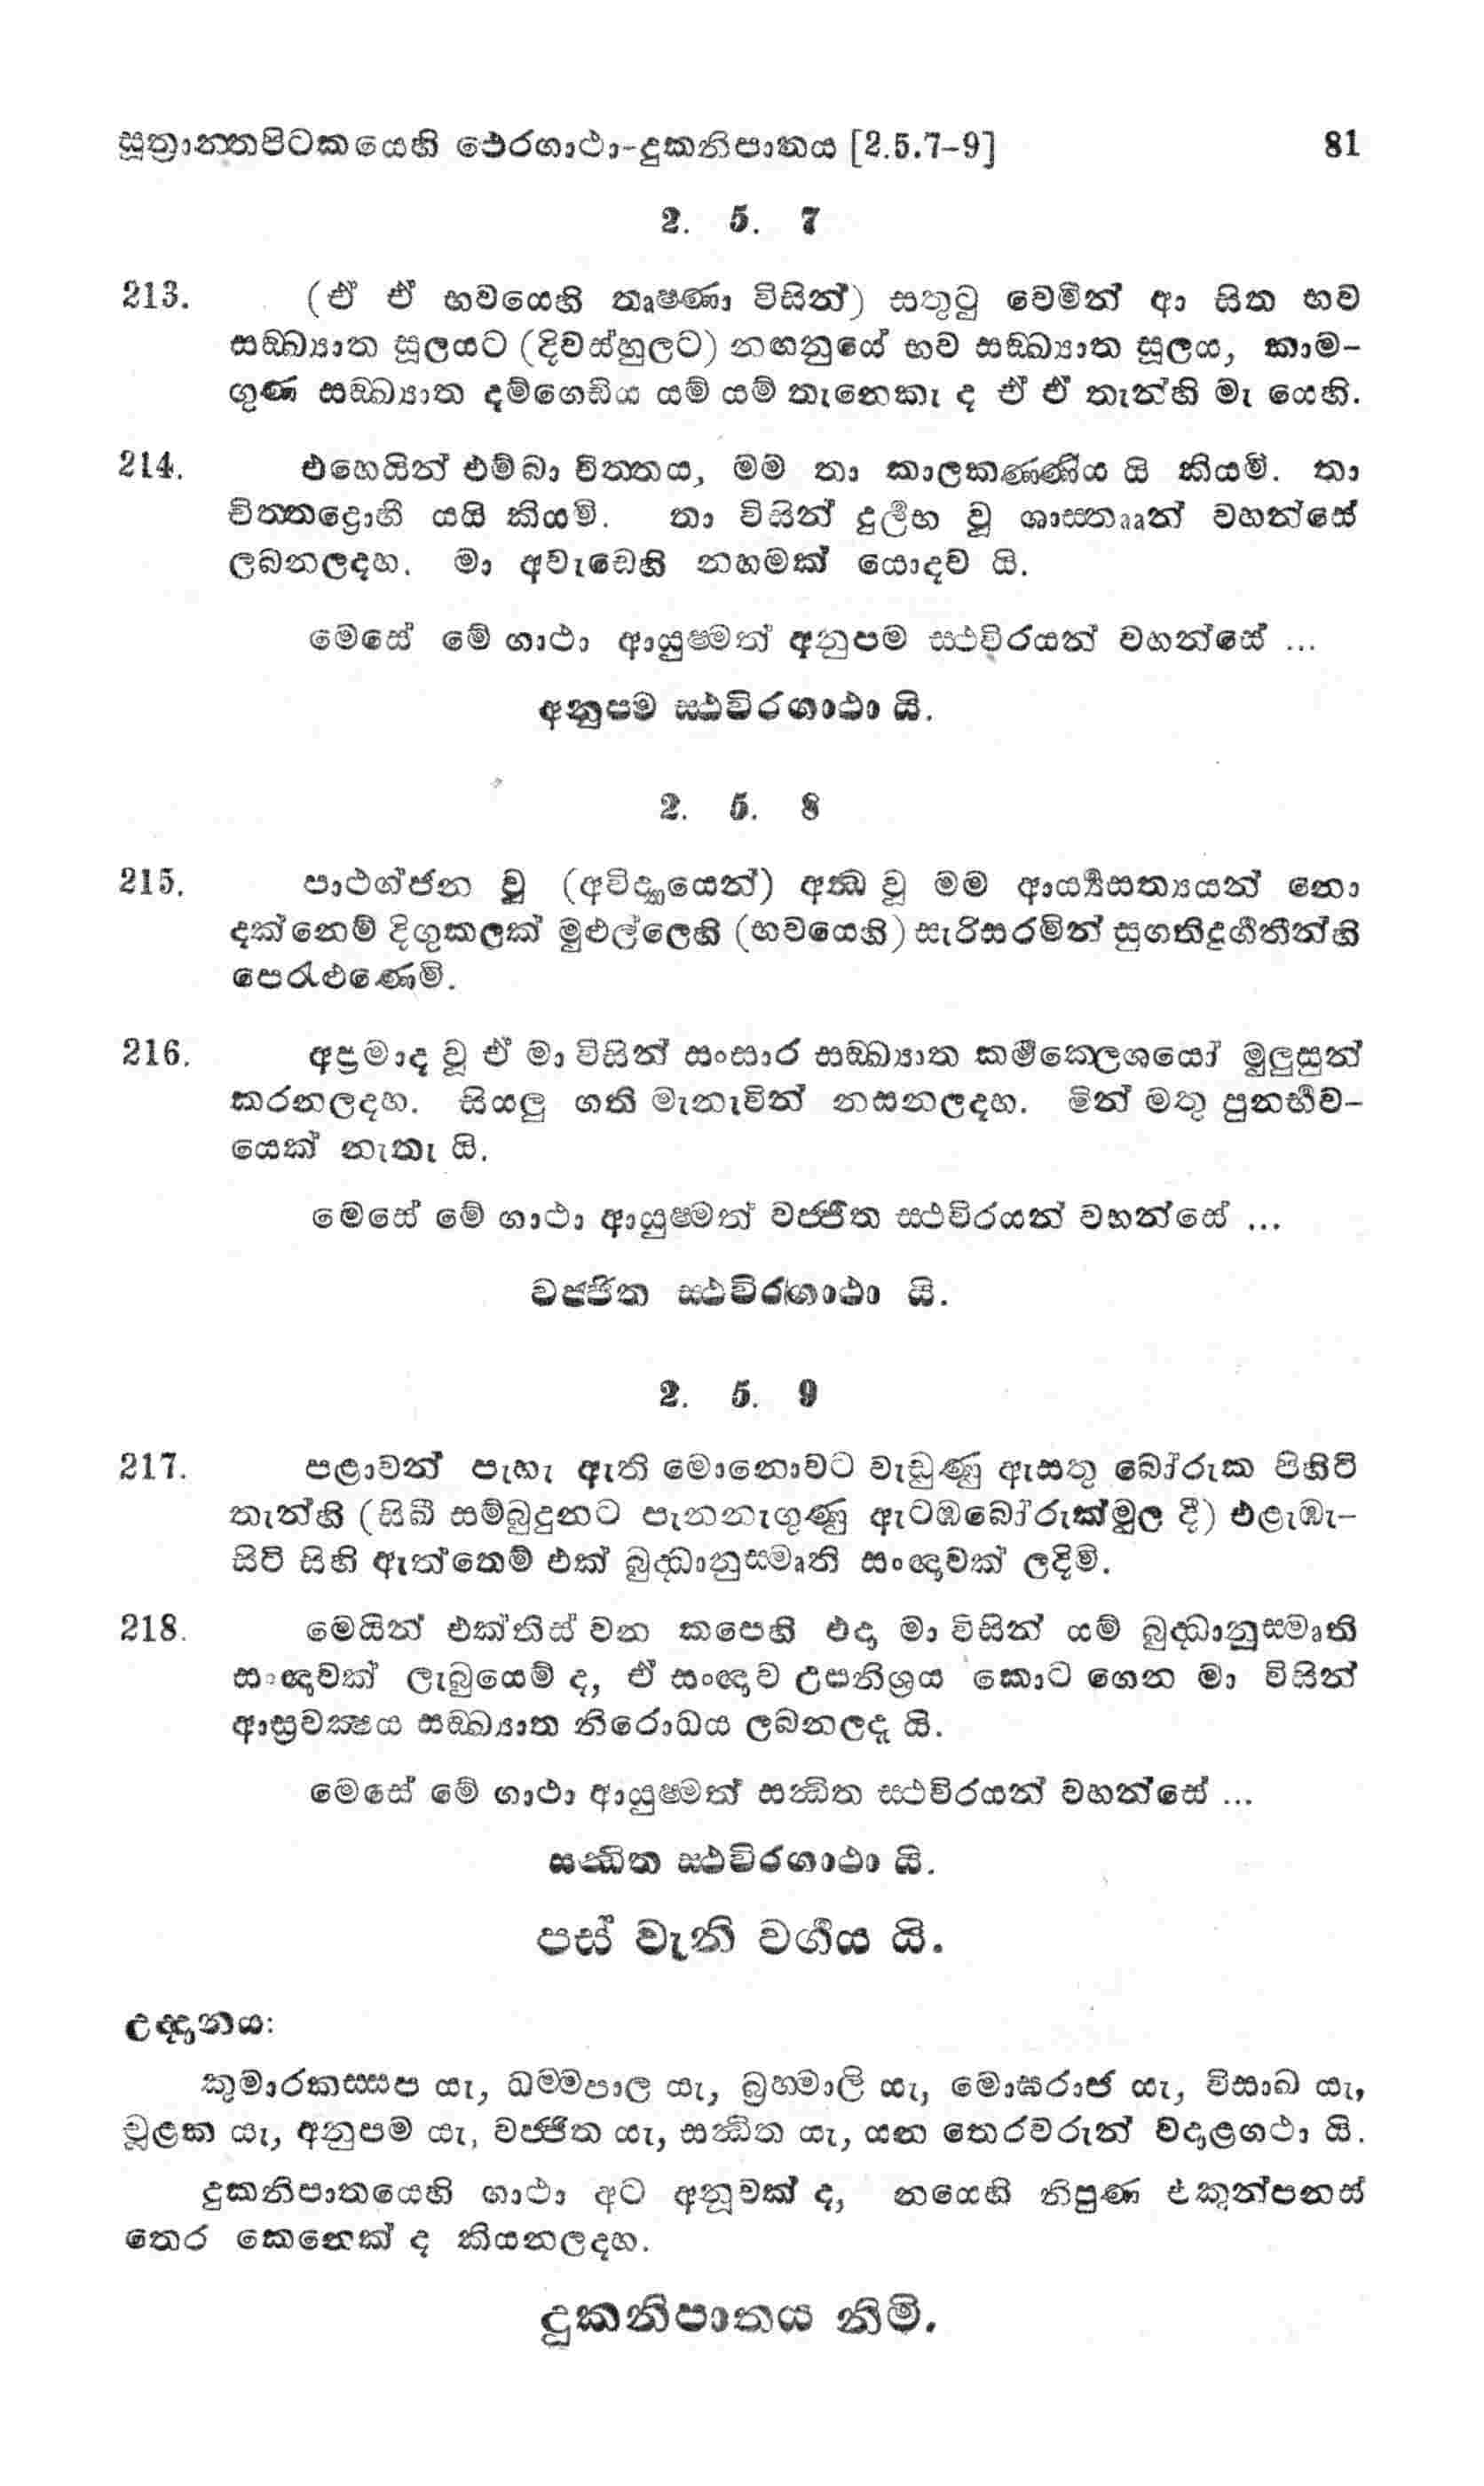 සූත්‍රාන්තපිටකයෙහි ථෙරගාථා-දුකනිපාතය [2.5.7-9] 81
2. 5. 7
213. (ඒ ඒ භවයෙහි තෘෂ්ණා විසින්) සතුටු වෙමින් ආ සිත භව
සඞ්ඛ්‍යාත සූලයට (දිවස්හුලට) නඟනුයේ භව සඞ්ඛ්‍යාත සූලය, කාම-
ගුණ සඞ්ඛ්‍යාත දම්ගෙඩිය යම් යම් තැනෙකැ ද ඒ ඒ තැන්හි මැ යෙහි.
214. එහෙයින් එම්බා චිත්තය, මම තා කාලකණ්ණීය යි කියමි. තා
චිත්තද්‍රොහී යයි කියමි. තා විසින් දුර්ලභ වූ ශාස්තෲන් වහන්සේ
ලබනලදහ. මා අවැඩෙහි නහමක් යොදව යි.
මෙසේ මේ ගාථා ආයුෂ්මත් අනුපම ස්ථවිරයන් වහන්සේ ...
අනුපම ස්ථවිරගාථා යි.
2. 5. 8
215. පෘථග්ජන වූ (අවිද්‍යායෙන්) අන්ධ වූ මම ආර්‍ය්‍යසත්‍යයන් නො
දක්නෙම් දිගුකලක් මුළුල්ලෙහි (භවයෙහි) සැරිසරමින් සුගතිදුර්ගතීන්හි
පෙරැළුණෙමි.
216. අප්‍රමාද වූ ඒ මා විසින් සංසාර සඞ්ඛ්‍යාත කර්මක්ලෙශයෝ මුලුසුන්
කරනලදහ. සියලු ගති මැනැවින් නසනලදහ. මින් මතු පුනර්භව-
යෙක් නැතැ යි.
මෙසේ මේ ගාථා ආයුෂ්මත් වජ්ජිත ස්ථවිරයන් වහන්සේ ...
වජ්ජිත ස්ථවිරගාථා යි.
2. 5. 9
217. පළාවන් පැහැ ඇති මොනොවට වැඩුණු ඇසතු බෝරුක පිහිටි
තැන්හි (සිඛී සම්බුදුනට පැනනැගුණු ඇටඹබෝරුක්මුල දී) එළැඹැ-
සිටි සිහි ඇත්තෙම් එක් බුද්ධානුස්මෘති සංඥාවක් ලදිමි.
218. මෙයින් එක්තිස් වන කපෙහි එදා මා විසින් යම් බුද්ධානුස්මෘති
සංඥාවක් ලැබුයෙම් ද, ඒ සංඥාව උපනිශ්‍රය කොට ගෙන මා විසින්
ආස්‍රවක්ෂය සඞ්ඛ්‍යාත නිරොධය ලබනලදැ යි.
මෙසේ මේ ගාථා ආයුෂ්මත් සන්ධිත ස්ථවිරයන් වහන්සේ ...
සන්ධිත ස්ථවිරගාථා යි.
පස් වැනි වර්ගය යි.
උද්දානය:
කුමාරකස්සප යැ, ධම්මපාල යැ, බ්‍රහ්මාලි යැ, මොඝරාජ යැ, විසාඛ යැ,
චූළක යැ, අනුපම යැ, වජ්ජිත යැ, සන්ධිත යැ, යන තෙරවරුන් වදාළගථා යි.
දුකනිපාතයෙහි ගාථා අට අනූවක් ද, නයෙහි නිපුණ එකුන්පනස්
තෙර කෙනෙක් ද කියනලදහ.
දුකනිපාතය නිමි.